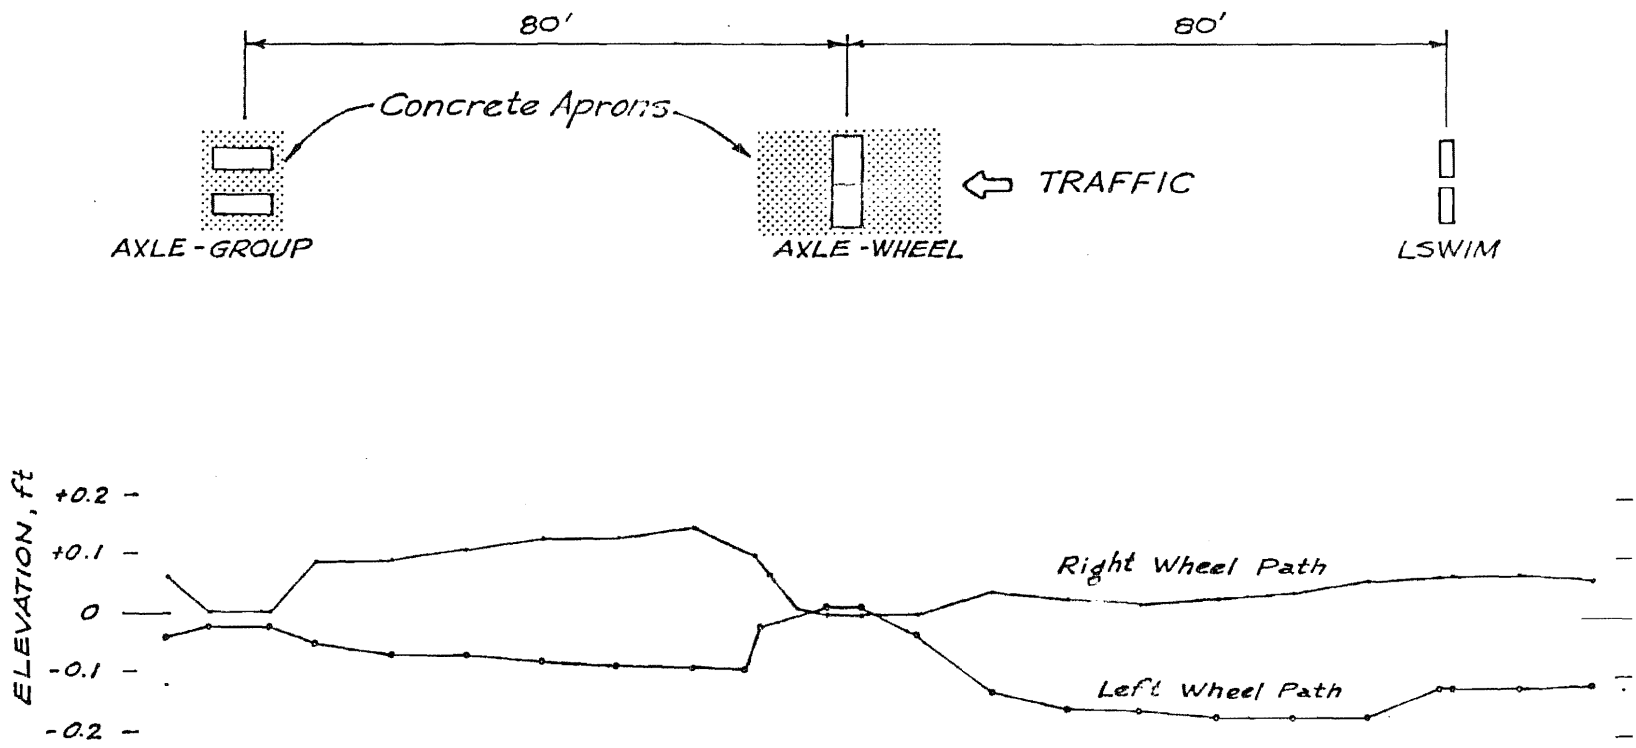 80' 80'
Concrete Aprons
TRAFFIC
AXLE-GROUP AXLE-WHEEL LSWIM
ELEVATION, ft
+0.2
+0.1
0
-0.1
-0.2
Right Wheel Path
Left Wheel Path